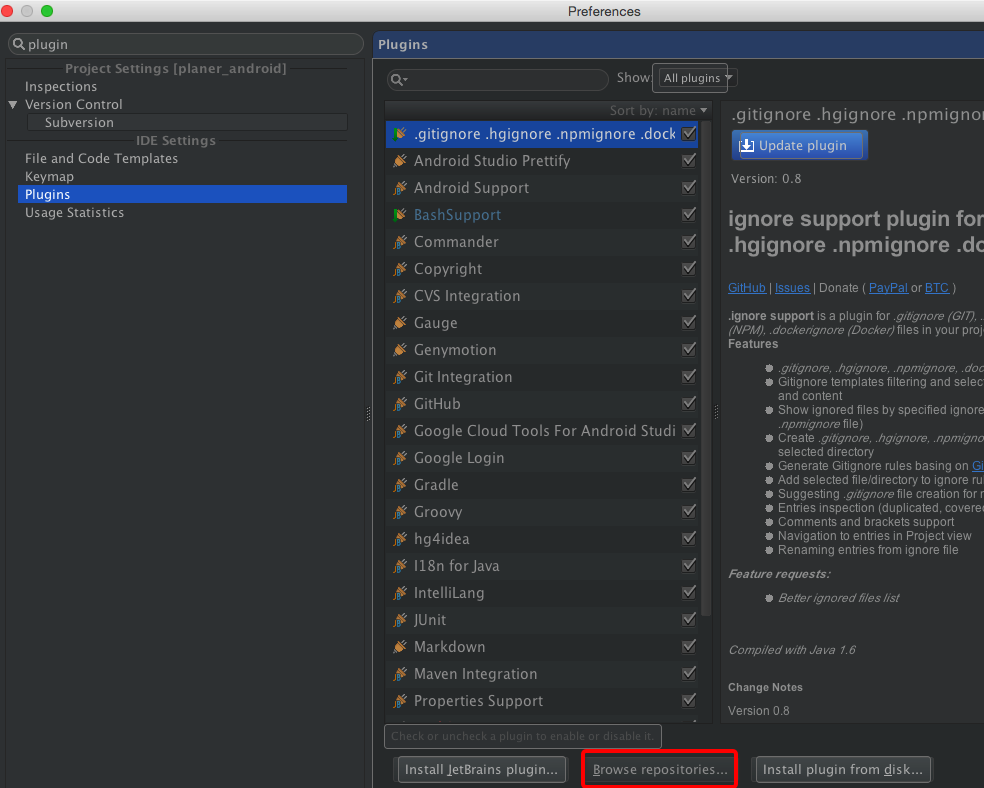 Preferences
plugin
Project Settings [planer_android]
Inspections
Version Control
Subversion
IDE Settings
File and Code Templates
Keymap
Plugins
Usage Statistics
Plugins
Show: All plugins
Sort by: name
.gitignore .hgignore .npmignore .dock
Android Studio Prettify
Android Support
BashSupport
Commander
Copyright
CVS Integration
Gauge
Genymotion
Git Integration
GitHub
Google Cloud Tools For Android Studi
Google Login
Gradle
Groovy
hg4idea
I18n for Java
IntelliLang
JUnit
Markdown
Maven Integration
Properties Support
Check or uncheck a plugin to enable or disable it.
Install JetBrains plugin...
Browse repositories...
Install plugin from disk...
.gitignore .hgignore .npmignor
Update plugin
Version: 0.8
ignore support plugin for
.hgignore .npmignore .do
GitHub | Issues | Donate ( PayPal or BTC )
.ignore support is a plugin for .gitignore (GIT), .
(NPM), .dockerignore (Docker) files in your proj
Features
.gitignore, .hgignore, .npmignore, .doc
Gitignore templates filtering and select
and content
Show ignored files by specified ignore
.npmignore file)
Create .gitignore, .hgignore, .npmigno
selected directory
Generate Gitignore rules basing on Gi
Add selected file/directory to ignore ru
Suggesting .gitignore file creation for n
Entries inspection (duplicated, covered
Comments and brackets support
Navigation to entries in Project view
Renaming entries from ignore file
Feature requests:
Better ignored files list
Compiled with Java 1.6
Change Notes
Version 0.8